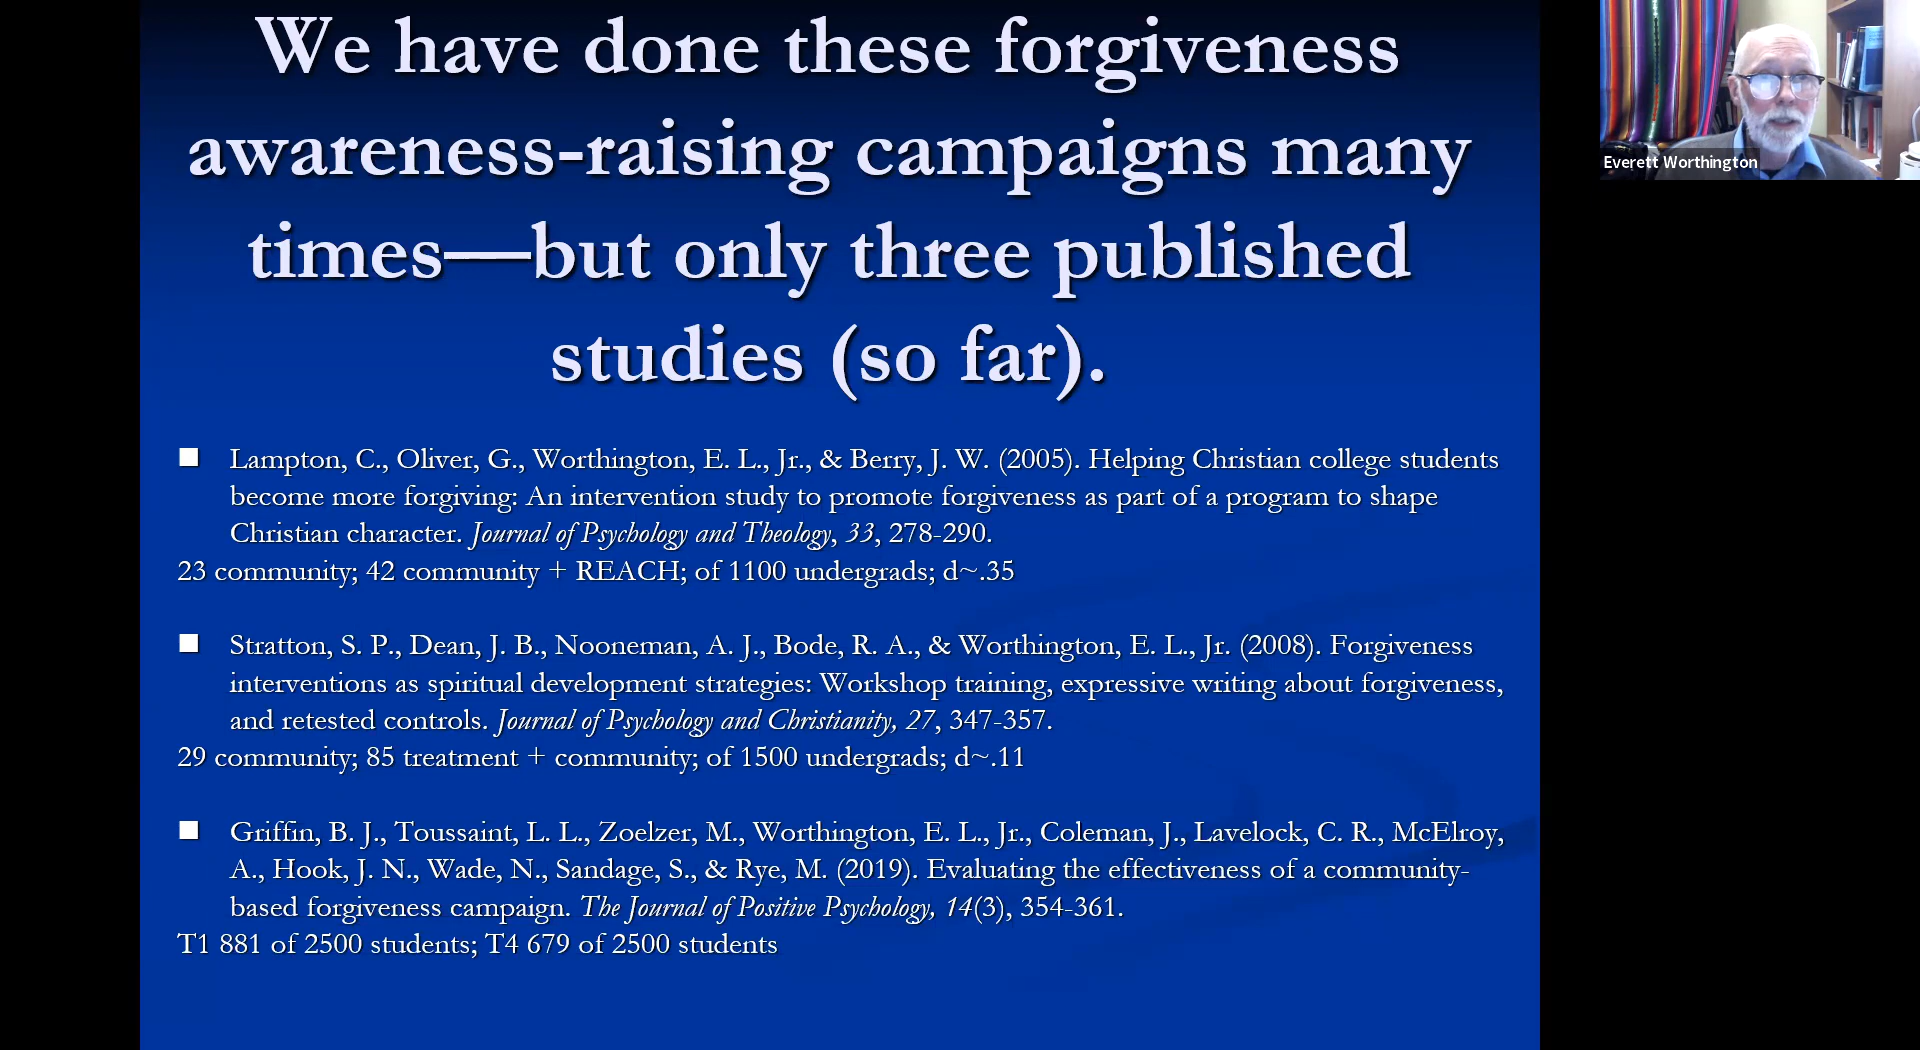 We have done these forgiveness
awareness-raising campaigns many
times—but only three published
studies (so far).
Everett Worthington
■ Lampton, C., Oliver, G., Worthington, E. L., Jr., & Berry, J. W. (2005). Helping Christian college students
become more forgiving: An intervention study to promote forgiveness as part of a program to shape
Christian character. Journal of Psychology and Theology, 33, 278-290.
23 community; 42 community + REACH; of 1100 undergrads; d~.35
■ Stratton, S. P., Dean, J. B., Nooneman, A. J., Bode, R. A., & Worthington, E. L., Jr. (2008). Forgiveness
interventions as spiritual development strategies: Workshop training, expressive writing about forgiveness,
and retested controls. Journal of Psychology and Christianity, 27, 347-357.
29 community; 85 treatment + community; of 1500 undergrads; d~.11
■ Griffin, B. J., Toussaint, L. L., Zoelzer, M., Worthington, E. L., Jr., Coleman, J., Lavelock, C. R., McElroy,
A., Hook, J. N., Wade, N., Sandage, S., & Rye, M. (2019). Evaluating the effectiveness of a community-
based forgiveness campaign. The Journal of Positive Psychology, 14(3), 354-361.
T1 881 of 2500 students; T4 679 of 2500 students